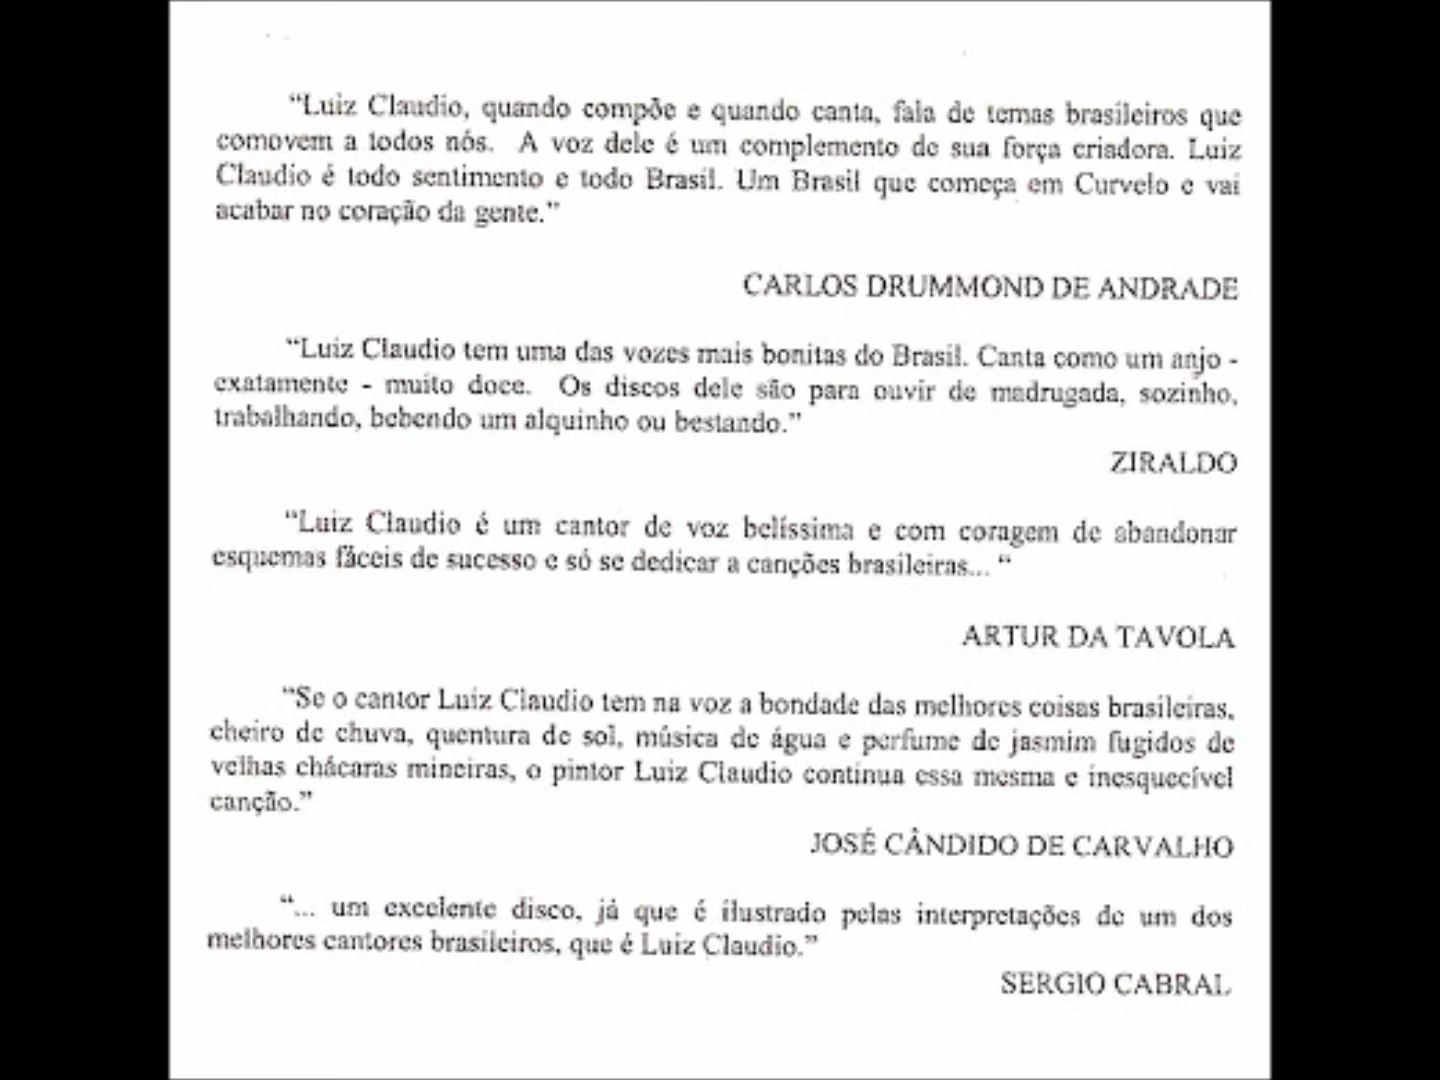 “Luiz Claudio, quando compõe e quando canta, fala de temas brasileiros que
comovem a todos nós. A voz dele é um complemento de sua força criadora. Luiz
Claudio é todo sentimento e todo Brasil. Um Brasil que começa em Curvelo e vai
acabar no coração da gente.”
CARLOS DRUMMOND DE ANDRADE
“Luiz Claudio tem uma das vozes mais bonitas do Brasil. Canta como um anjo -
exatamente - muito doce. Os discos dele são para ouvir de madrugada, sozinho,
trabalhando, bebendo um alquinho ou bestando.”
ZIRALDO
“Luiz Claudio é um cantor de voz belíssima e com coragem de abandonar
esquemas fáceis de sucesso e só se dedicar a canções brasileiras... “
ARTUR DA TAVOLA
“Se o cantor Luiz Claudio tem na voz a bondade das melhores coisas brasileiras,
cheiro de chuva, quentura de sol, música de água e perfume de jasmim fugidos de
velhas chácaras mineiras, o pintor Luiz Claudio continua essa mesma e inesquecível
canção.”
JOSÉ CÂNDIDO DE CARVALHO
“... um excelente disco, já que é ilustrado pelas interpretações de um dos
melhores cantores brasileiros, que é Luiz Claudio.”
SERGIO CABRAL